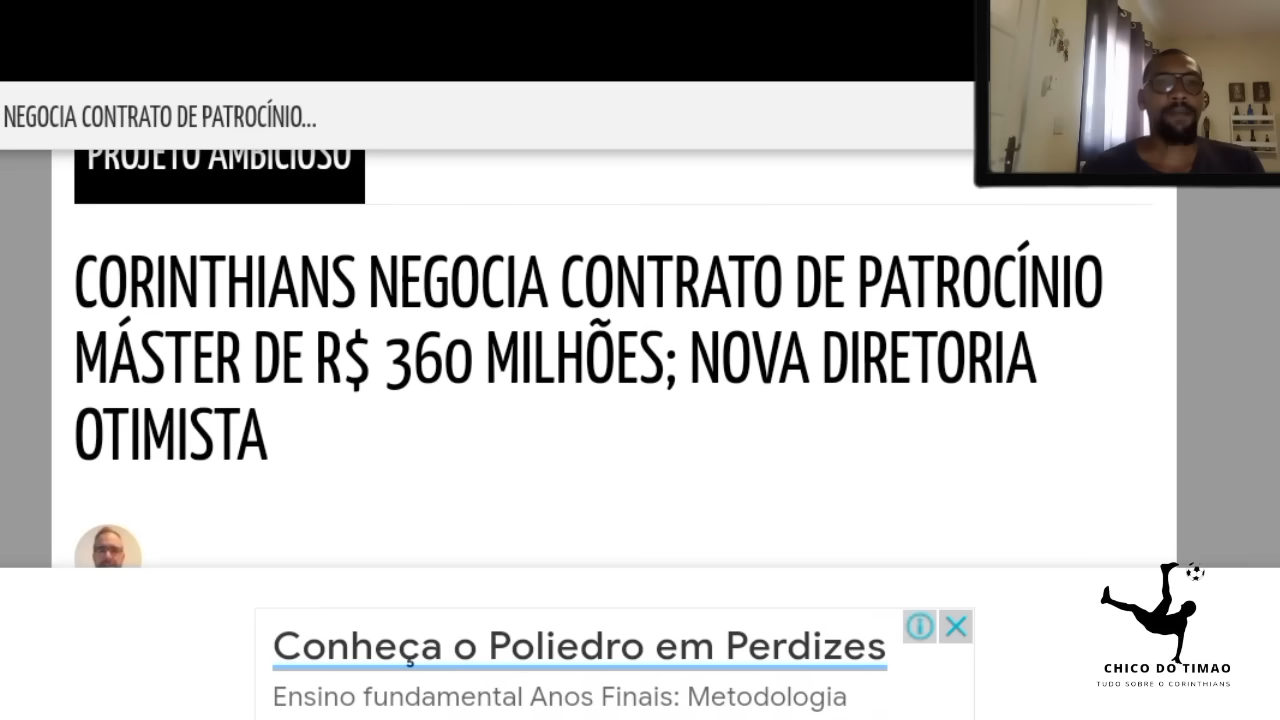 NEGOCIA CONTRATO DE PATROCÍNIO...
PROJETO AMBICIOSO
CORINTHIANS NEGOCIA CONTRATO DE PATROCÍNIO
MÁSTER DE R$ 360 MILHÕES; NOVA DIRETORIA
OTIMISTA
Conheça o Poliedro em Perdizes
Ensino fundamental Anos Finais: Metodologia
CHICO DO TIMAO
TUDO SOBRE O CORINTHIANS